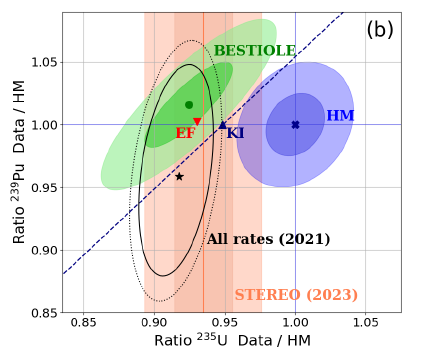 (b)
BESTIOLE
EF
KI
HM
All rates (2021)
STEREO (2023)
1.05
1.00
0.95
0.90
0.85
0.85
0.90
0.95
1.00
1.05
Ratio ²³⁹Pu Data / HM
Ratio ²³⁵U Data / HM